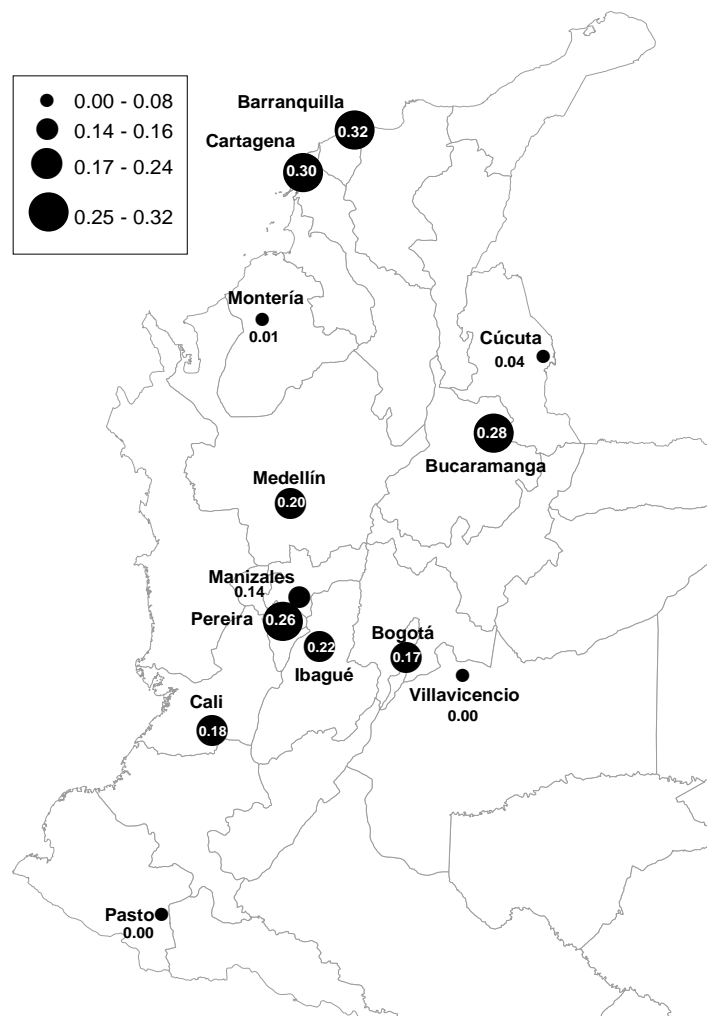 0.00 - 0.08
0.14 - 0.16
0.17 - 0.24
0.25 - 0.32
Barranquilla
0.32
Cartagena
0.30
Montería
0.01
Cúcuta
0.04
0.28
Bucaramanga
Medellín
0.20
Manizales
0.14
Pereira
0.26
0.22
Ibagué
Bogotá
0.17
Villavicencio
0.00
Cali
0.18
Pasto
0.00